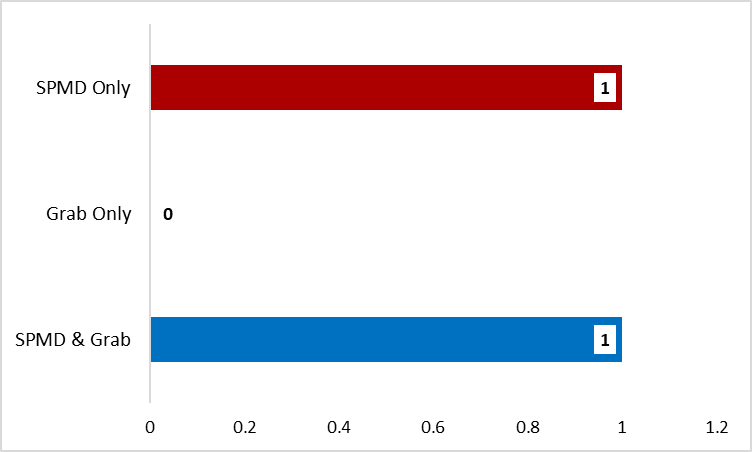 SPMD Only
1
Grab Only
0
SPMD & Grab
1
0 0.2 0.4 0.6 0.8 1 1.2